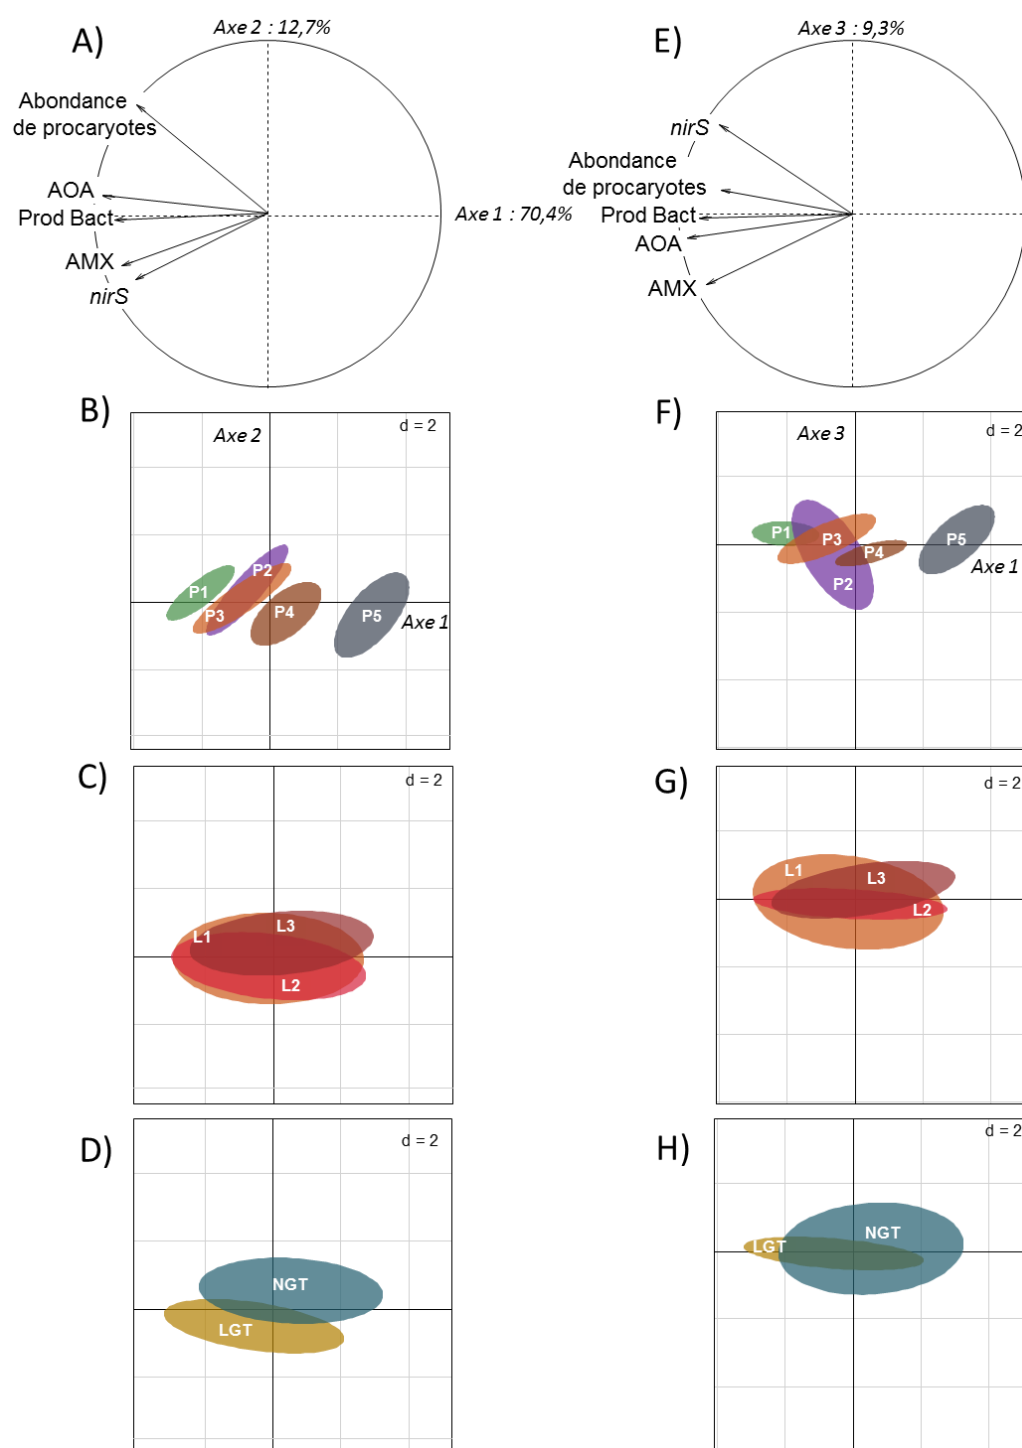 A)
Axe 2 : 12,7%
Abondance
de procaryotes
AOA
Prod Bact
AMX
nirS
Axe 1 : 70,4%
E)
Axe 3 : 9,3%
nirS
Abondance
de procaryotes
Prod Bact
AOA
AMX
B)
Axe 2
d = 2
P1
P2
P3
P4
P5
Axe 1
F)
Axe 3
d = 2
P1
P3
P4
P5
P2
Axe 1
C)
d = 2
L1
L3
L2
G)
d = 2
L1
L3
L2
D)
d = 2
NGT
LGT
H)
d = 2
NGT
LGT